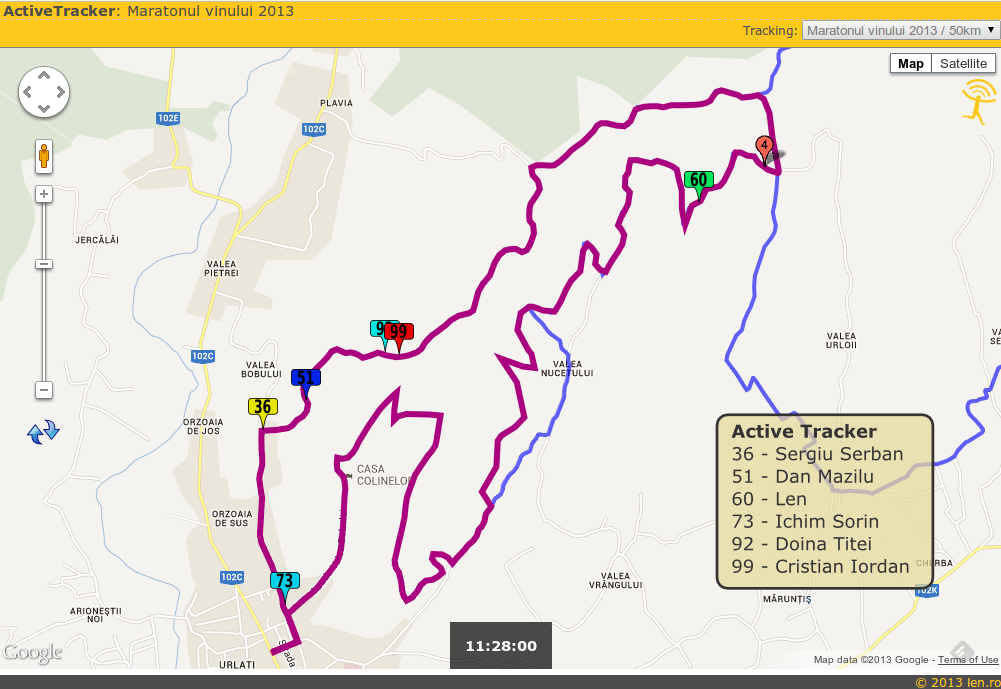 ActiveTracker: Maratonul vinului 2013
Tracking: Maratonul vinului 2013 / 50km
Map Satellite
PLAVIA
102E
102C
4
60
JERCĂLĂI
VALEA
PIETREI
99
102C
VALEA
BOBULUI
VALEA
URLOII
VALEA
NUCETULUI
51
36
ORZOAIA
DE JOS
Active Tracker
36 - Sergiu Serban
51 - Dan Mazilu
60 - Len
73 - Ichim Sorin
92 - Doina Titei
99 - Cristian Iordan
CASA
COLINELOR
ORZOAIA
DE SUS
102C
73
VALEA
VRÂNGULUI
CHERBA
102K
MĂRUNȚIȘ
ARIONEȘTII
NOI
11:28:00
Google
URLATI
Strada
Map data ©2013 Google - Terms of Use
© 2013 len.ro